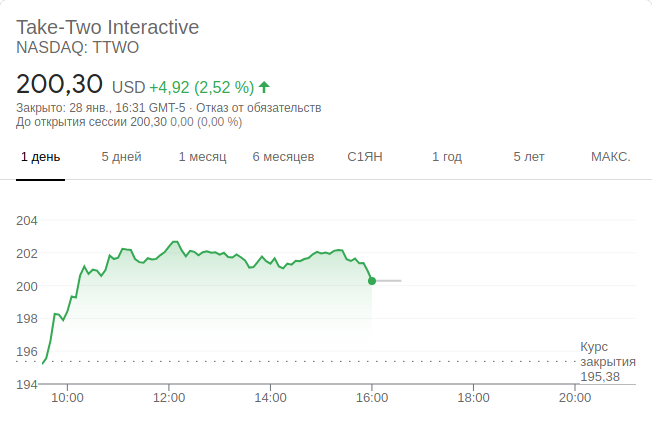 Take-Two Interactive
NASDAQ: TTWO
200,30 USD +4,92 (2,52 %)
Закрыто: 28 янв., 16:31 GMT-5 · Отказ от обязательств
До открытия сессии 200,30 0,00 (0,00 %)
1 день 5 дней 1 месяц 6 месяцев С1ЯН 1 год 5 лет МАКС.
204
202
200
198
196
194
Курс
закрытия
195,38
10:00 12:00 14:00 16:00 18:00 20:00